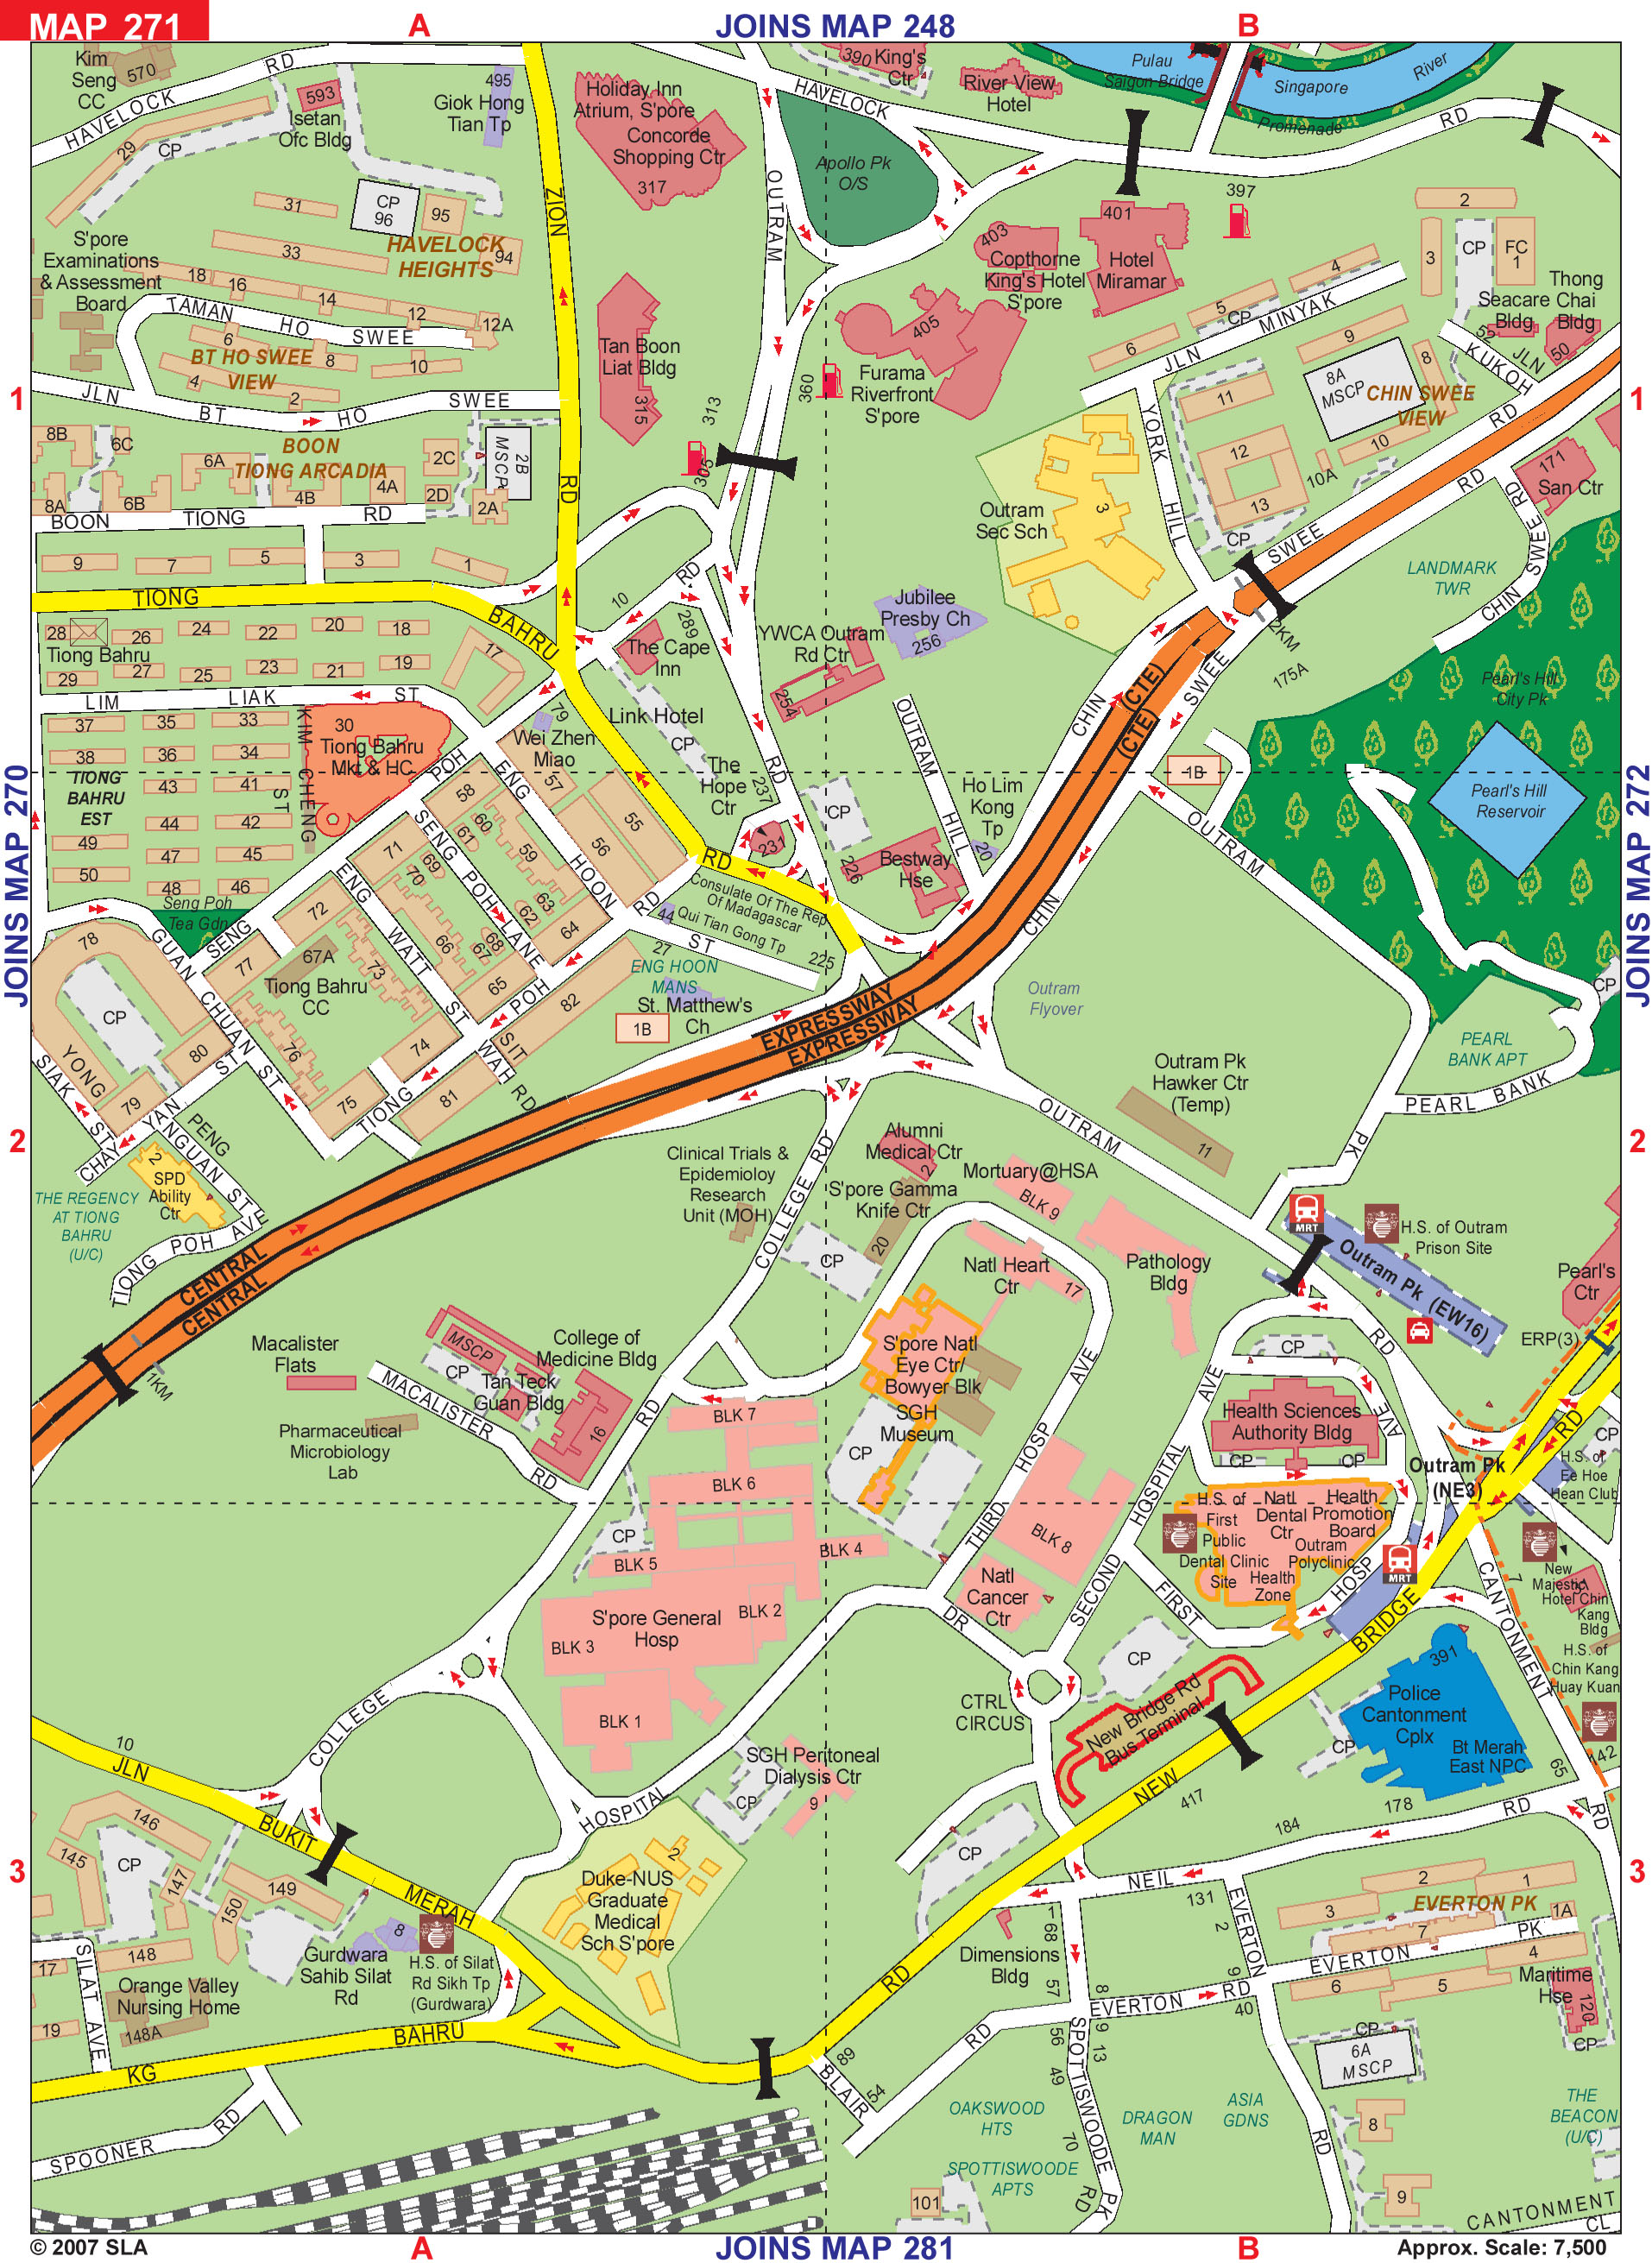 MAP 271
A
JOINS MAP 248
B
Kim
Seng
CC
570
HAVELOCK
RD
593
Isetan
Ofc Bldg
29
CP
495
Giok Hong
Tian Tp
Holiday Inn
Atrium, S'pore
Concorde
Shopping Ctr
317
390
King's
Ctr
HAVELOCK
River View
Hotel
Pulau
Saigon Bridge
Singapore
River
Promenade
RD
Apollo Pk
O/S
31
CP
96
95
33
HAVELOCK
HEIGHTS
94
ZION
OUTRAM
S'pore
Examinations
& Assessment
Board
18
16
14
12
12A
TAMAN
HO
SWEE
6
BT HO SWEE
VIEW
8
10
4
2
JLN
BT
HO
SWEE
Tan Boon
Liat Bldg
315
313
305
360
403
Copthorne
King's Hotel
S'pore
401
Hotel
Miramar
397
405
Furama
Riverfront
S'pore
2
3
CP
FC
1
4
5
CP
6
JLN
MINYAK
9
8
Seacare
Bldg
52
Thong
Chai
Bldg
50
KUKOH
JLN
8A
MSCP
CHIN SWEE
VIEW
10
11
12
13
10A
CP
YORK
HILL
Outram
Sec Sch
3
171
San Ctr
RD
SWEE
RD
CHIN
SMEE
RD
LANDMARK
TWR
1
1
8B
6C
BOON
TIONG ARCADIA
6A
2C
2B
MSCP
8A
6B
4B
4A
2D
2A
BOON
TIONG
RD
RD
9
7
5
3
1
TIONG
BAHRU
28
26
24
22
20
18
Tiong Bahru
29
27
25
23
21
19
17
LIM
LIAK
ST
10
RD
289
The Cape
Inn
YWCA Outram
Rd Ctr
254
Jubilee
Presby Ch
256
2KM
175A
Pearl's Hill
City Pk
CHIN
(CTE)
(CTE)
SWEE
37
35
33
38
36
34
KIM
CHENG
ST
30
Tiong Bahru
Mkt & HC
TIONG
BAHRU
EST
43
41
44
42
49
47
45
50
48
46
79
Wei Zhen
Miao
Link Hotel
CP
The
Hope
Ctr
237
RD
231
CP
OUTRAM
HILL
Ho Lim
Kong
Tp
20
226
Bestway
Hse
1B
OUTRAM
Pearl's Hill
Reservoir
JOINS MAP 270
JOINS MAP 272
POH
ENG
57
58
60
61
59
SENG
POH
LANE
55
56
HOON
71
69
70
62
63
64
66
68
67
65
RD
RD
Seng Poh
Tea Gdn
SENG
ENG
WATT
ST
72
67A
73
77
Tiong Bahru
CC
76
74
75
78
CP
YONG
SIAK
ST
GUAN
CHUAN
ST
80
79
CHAY
YAN
ST
POH
82
81
SIT
WAH
RD
TIONG
44
Qui Tian Gong Tp
Consulate Of The Rep
Of Madagascar
27
ST
225
ENG HOON
MANS
St. Matthew's
Ch
1B
EXPRESSWAY
EXPRESSWAY
CHIN
Outram
Flyover
CP
PEARL
BANK APT
PEARL
BANK
2
2
PENG
YANGUAN
STE
2
SPD
Ability
Ctr
THE REGENCY
AT TIONG
BAHRU
(U/C)
TIONG
POH
AVE
CENTRAL
CENTRAL
1KM
Outram Pk
Hawker Ctr
(Temp)
11
OUTRAM
PK
Clinical Trials &
Epidemioloy
Research
Unit (MOH)
COLLEGE
RD
Alumni
Medical Ctr
2
S'pore Gamma
Knife Ctr
20
CP
Mortuary@HSA
BLK 9
Natl Heart
Ctr
17
Pathology
Bldg
MRT
H.S. of Outram
Prison Site
Outram Pk (EW16)
Pearl's
Ctr
ERP(3)
RD
Macalister
Flats
MSCP
CP
Tan Teck
Guan Bldg
College of
Medicine Bldg
16
MACALISTER
RD
Pharmaceutical
Microbiology
Lab
RD
S'pore Natl
Eye Ctr/
Bowyer Blk
SGH
Museum
CP
BLK 7
BLK 6
BLK 5
BLK 4
CP
BLK 3
BLK 2
BLK 1
S'pore General
Hosp
AVE
HOSP
THIRD
BLK 8
Natl
Cancer
Ctr
AVE
HOSPITAL
SECOND
CP
AVE
Health Sciences
Authority Bldg
CP
CP
H.S. of
First
Public
Dental Clinic
Site
Natl
Dental
Ctr
Health
Promotion
Board
Outram
Polyclinic
Health
Zone
FIRST
HOSP
Outram Pk
(NE3)
MRT
RD
CP
H.S. of
Ee Hoe
Hean Club
New
Majestic
Hotel
Chin
Kang
Bldg
H.S. of
Chin Kang
Huay Kuan
7
CANTONMENT
142
BRIDGE
DR
CP
CTRL
CIRCUS
New Bridge Rd
Bus Terminal
391
Police
Cantonment
Cplx
Bt Merah
East NPC
CP
65
RD
NEW
417
COLLEGE
HOSPITAL
SGH Peritoneal
Dialysis Ctr
CP
9
CP
10
JLN
BUKIT
MERAH
146
145
CP
147
149
150
148
3
3
Duke-NUS
Graduate
Medical
Sch S'pore
2
8
Gurdwara
Sahib Silat
Rd
H.S. of Silat
Rd Sikh Tp
(Gurdwara)
Orange Valley
Nursing Home
148A
17
19
SILAT
AVE
KG
BAHRU
SPOONER
RD
RD
178
184
RD
NEIL
131
2
EVERTON
9
2
1
3
EVERTON PK
1A
7
PK
4
EVERTON
6
5
Maritime
Hse
120
CP
CP
6A
MSCP
1
68
Dimensions
Bldg
57
8
EVERTON
RD
40
56
9
13
49
SPOTTISWOODE
70
PK
RD
RD
89
BLAIR
54
RD
OAKSWOOD
HTS
DRAGON
MAN
ASIA
GDNS
8
THE
BEACON
(U/C)
SPOTTISWOODE
APTS
101
9
CANTONMENT
CL
© 2007 SLA
A
JOINS MAP 281
B
Approx. Scale: 7,500